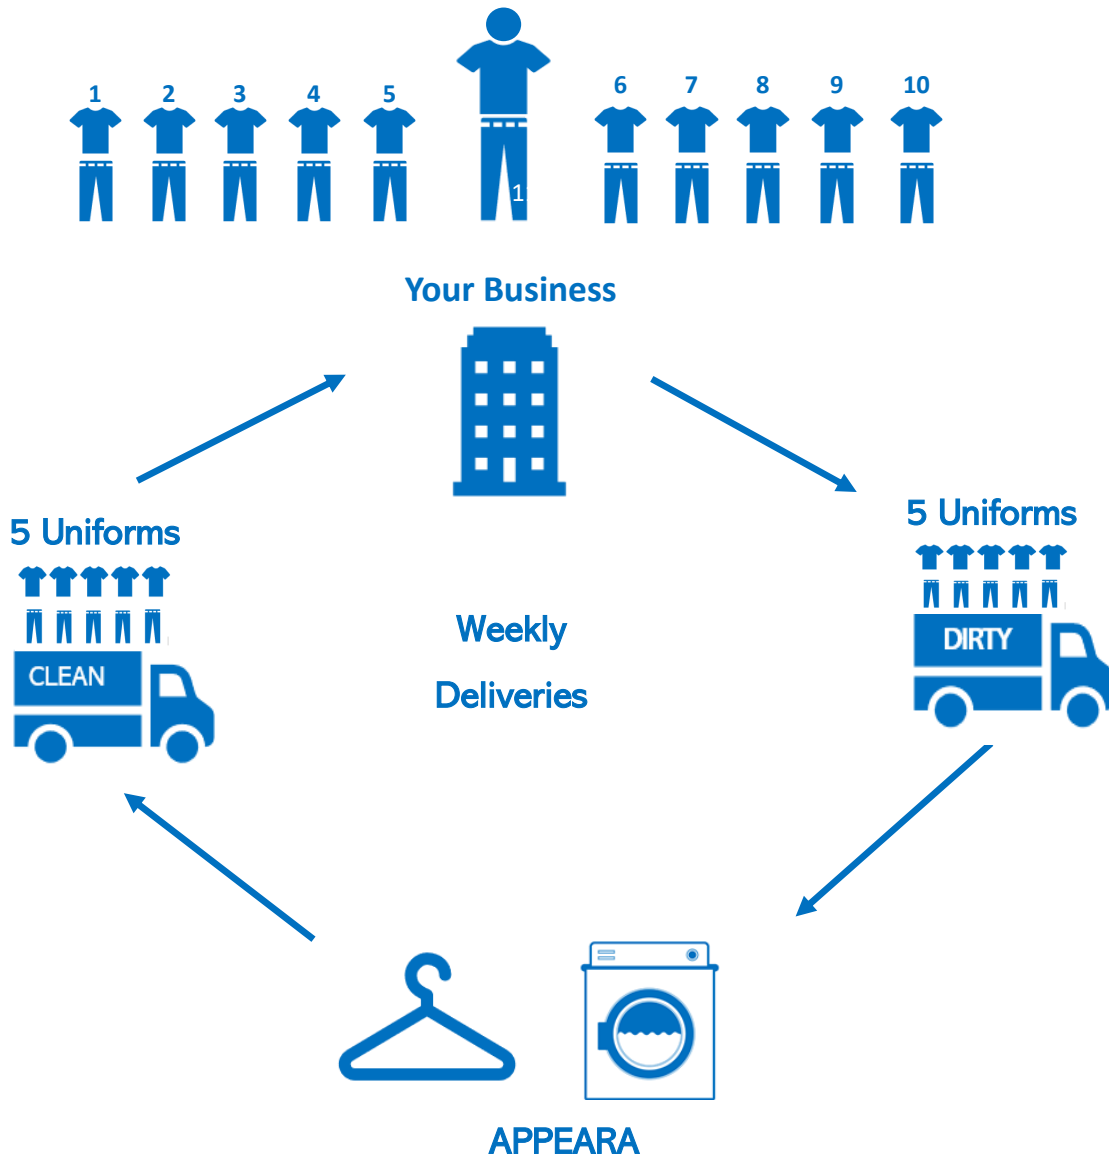 1 2 3 4 5 6 7 8 9 10
1
Your Business
5 Uniforms
5 Uniforms
CLEAN
DIRTY
Weekly
Deliveries
APPEARA